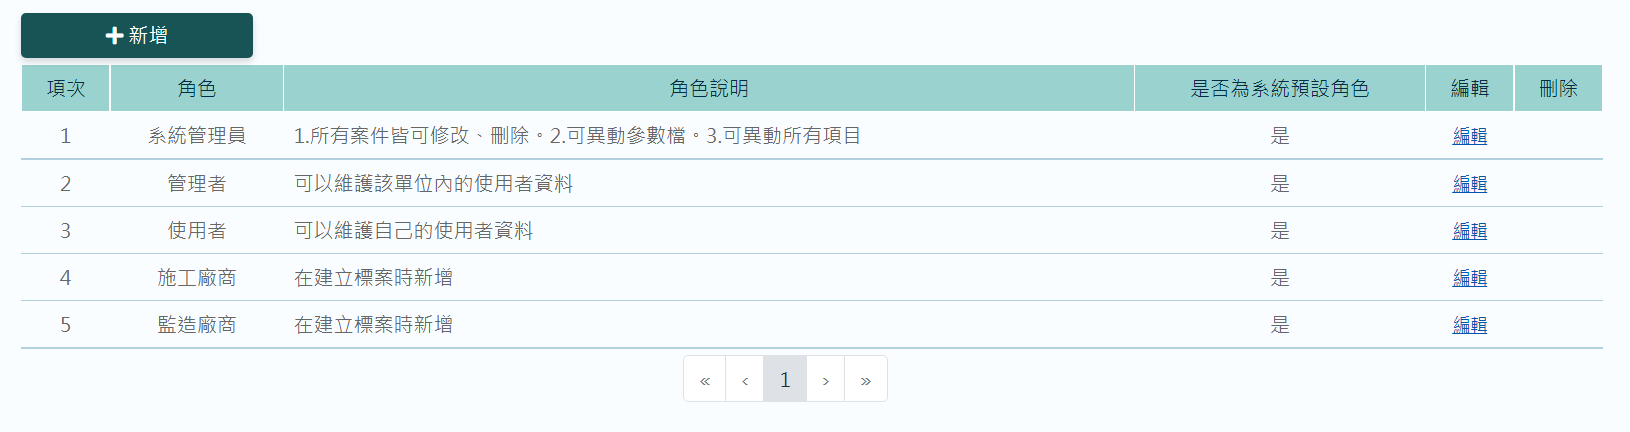 新增
項次 角色 角色說明 是否為系統預設角色 編輯 刪除
1 系統管理員 1.所有案件皆可修改、刪除。2.可異動參數檔。3.可異動所有項目 是 編輯
2 管理者 可以維護該單位內的使用者資料 是 編輯
3 使用者 可以維護自己的使用者資料 是 編輯
4 施工廠商 在建立標案時新增 是 編輯
5 監造廠商 在建立標案時新增 是 編輯
« ‹ 1 › »